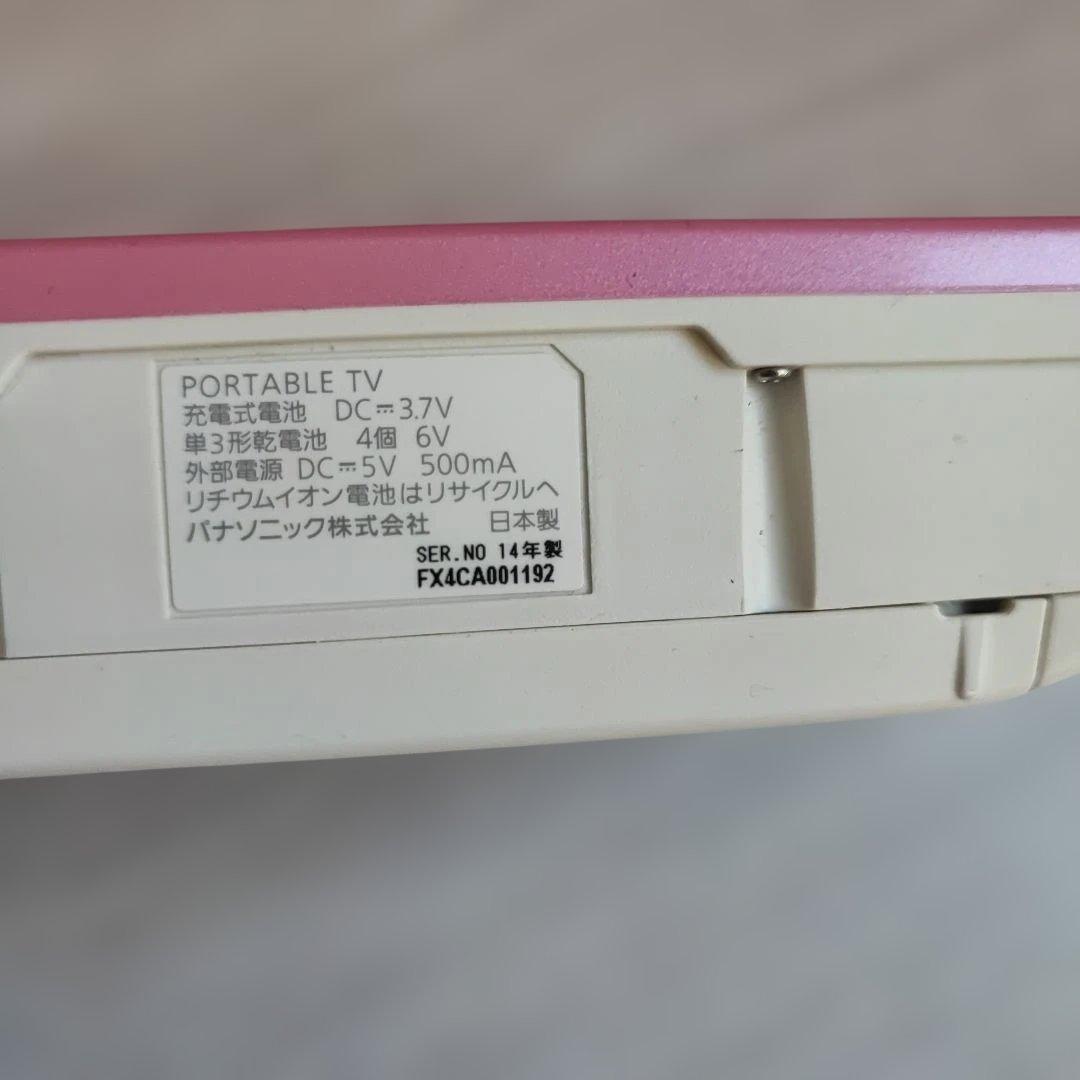 PORTABLE TV
充電式電池 DC⎓3.7V
単3形乾電池 4個 6V
外部電源 DC⎓5V 500mA
リチウムイオン電池はリサイクルへ
パナソニック株式会社 日本製
SER.NO 14年製
FX4CA001192